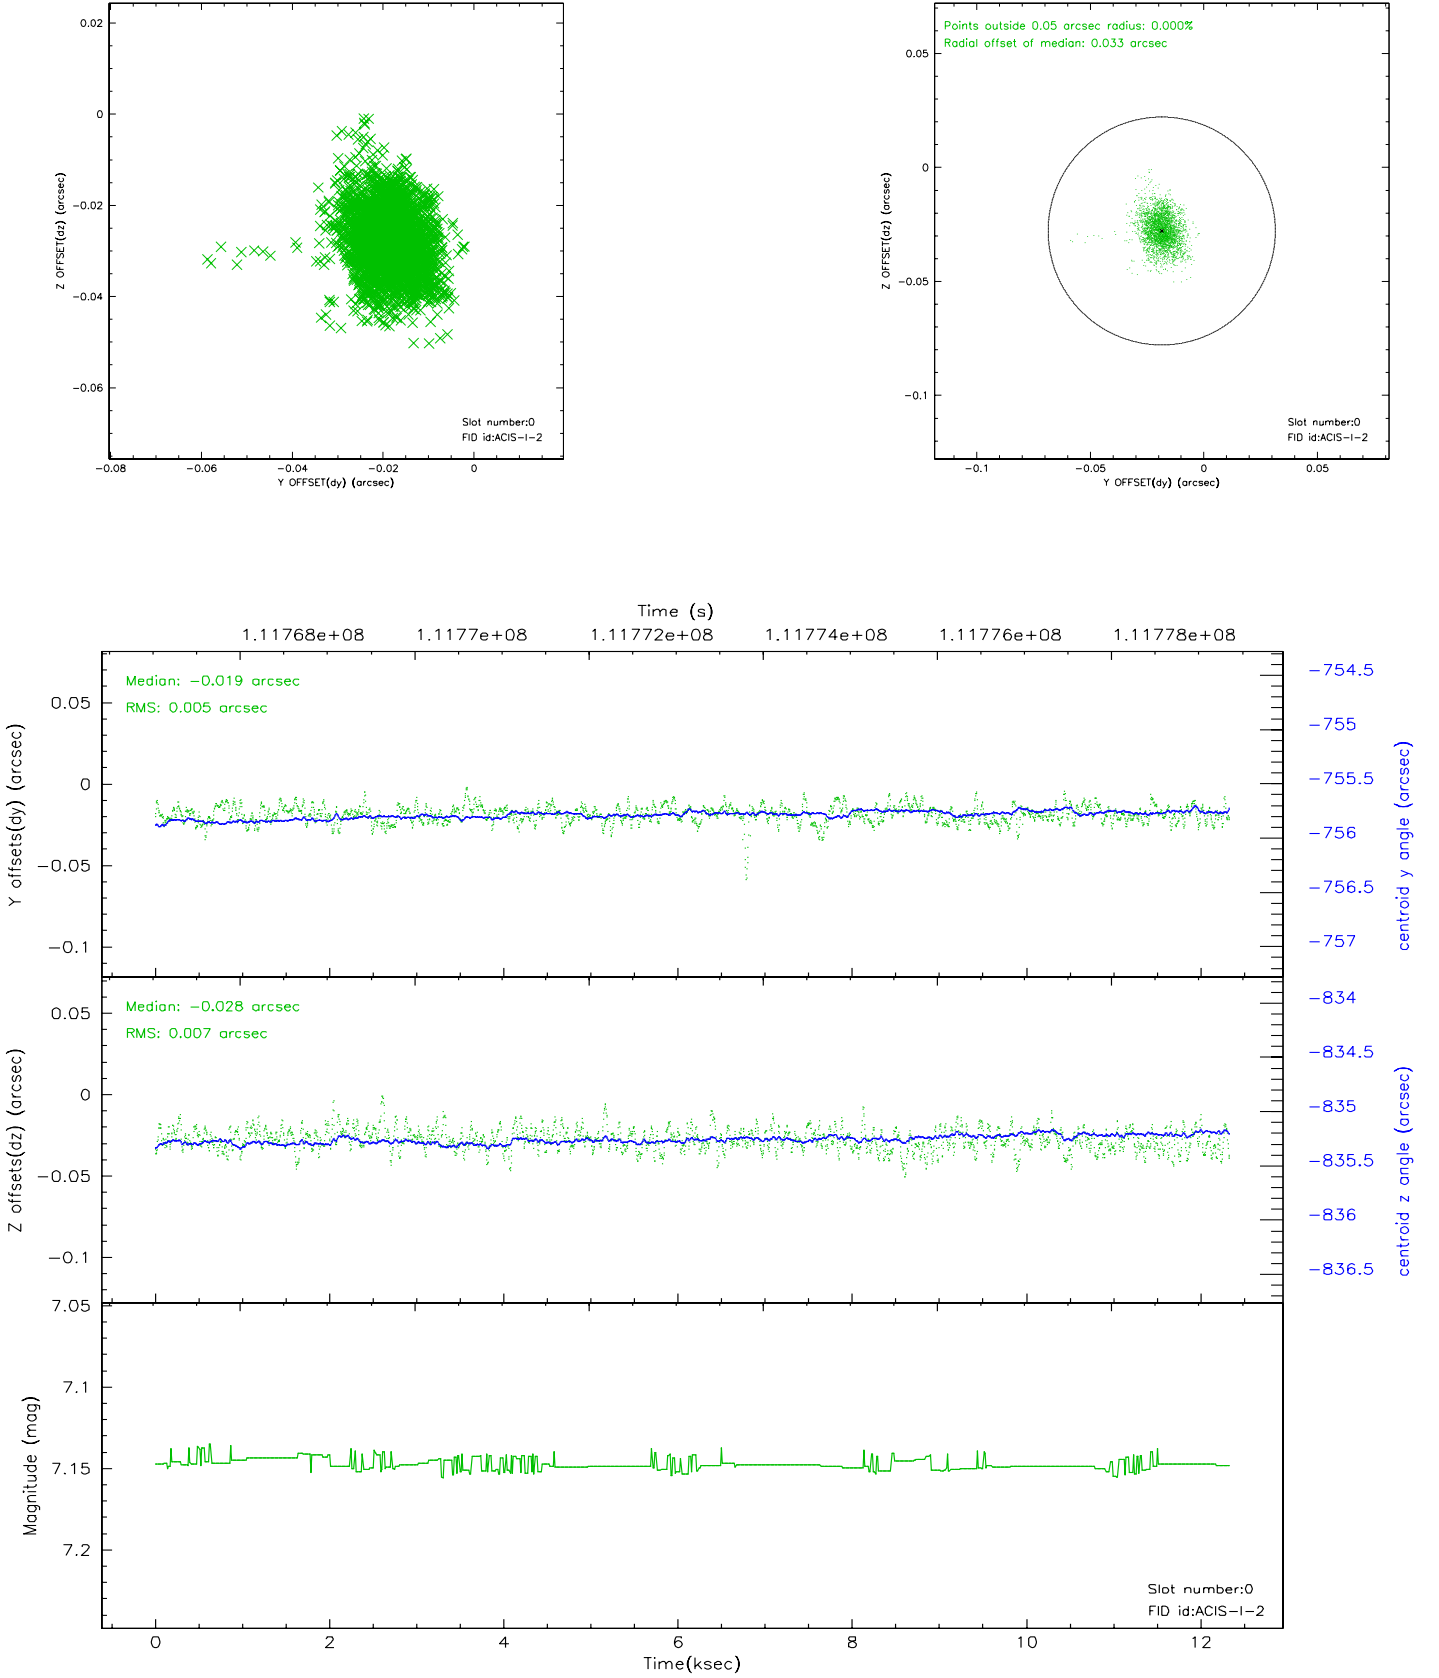 0.02
0
−0.02
−0.04
−0.06
Z OFFSET(dz) (arcsec)
Slot number:0
FID id:ACIS−I−2
−0.08 −0.06 −0.04 −0.02 0
Y OFFSET(dy) (arcsec)
Points outside 0.05 arcsec radius: 0.000%
Radial offset of median: 0.033 arcsec
0.05
0
−0.05
−0.1
Z OFFSET(dz) (arcsec)
Slot number:0
FID id:ACIS−I−2
−0.1 −0.05 0 0.05
Y OFFSET(dy) (arcsec)
Time (s)
1.11768e+08 1.1177e+08 1.11772e+08 1.11774e+08 1.11776e+08 1.11778e+08
Median: −0.019 arcsec
RMS: 0.005 arcsec
0.05
0
−0.05
−0.1
Y offsets(dy) (arcsec)
−754.5
−755
−755.5
−756
−756.5
−757
centroid y angle (arcsec)
Median: −0.028 arcsec
RMS: 0.007 arcsec
0.05
0
−0.05
−0.1
Z offsets(dz) (arcsec)
−834
−834.5
−835
−835.5
−836
−836.5
centroid z angle (arcsec)
7.05
7.1
7.15
7.2
Magnitude (mag)
Slot number:0
FID id:ACIS−I−2
0 2 4 6 8 10 12
Time(ksec)